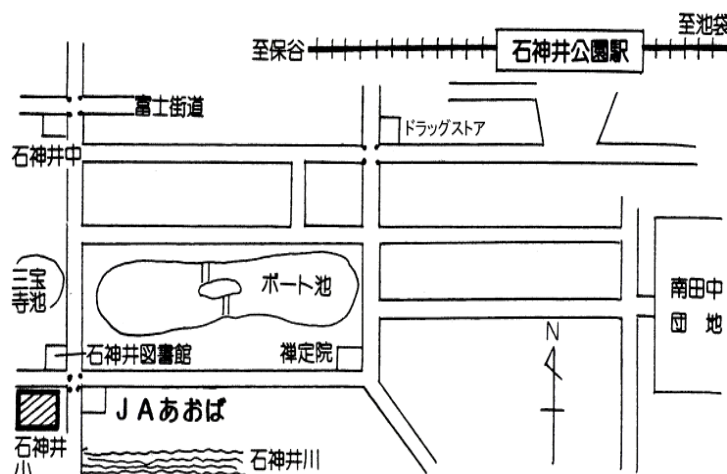 至池袋
至保谷
石神井公園駅
富士街道
ドラッグストア
石神井中
三宝
寺池
ボート池
南田中
団地
石神井図書館
禅定院
N
JAあおば
石神井
小
石神井川